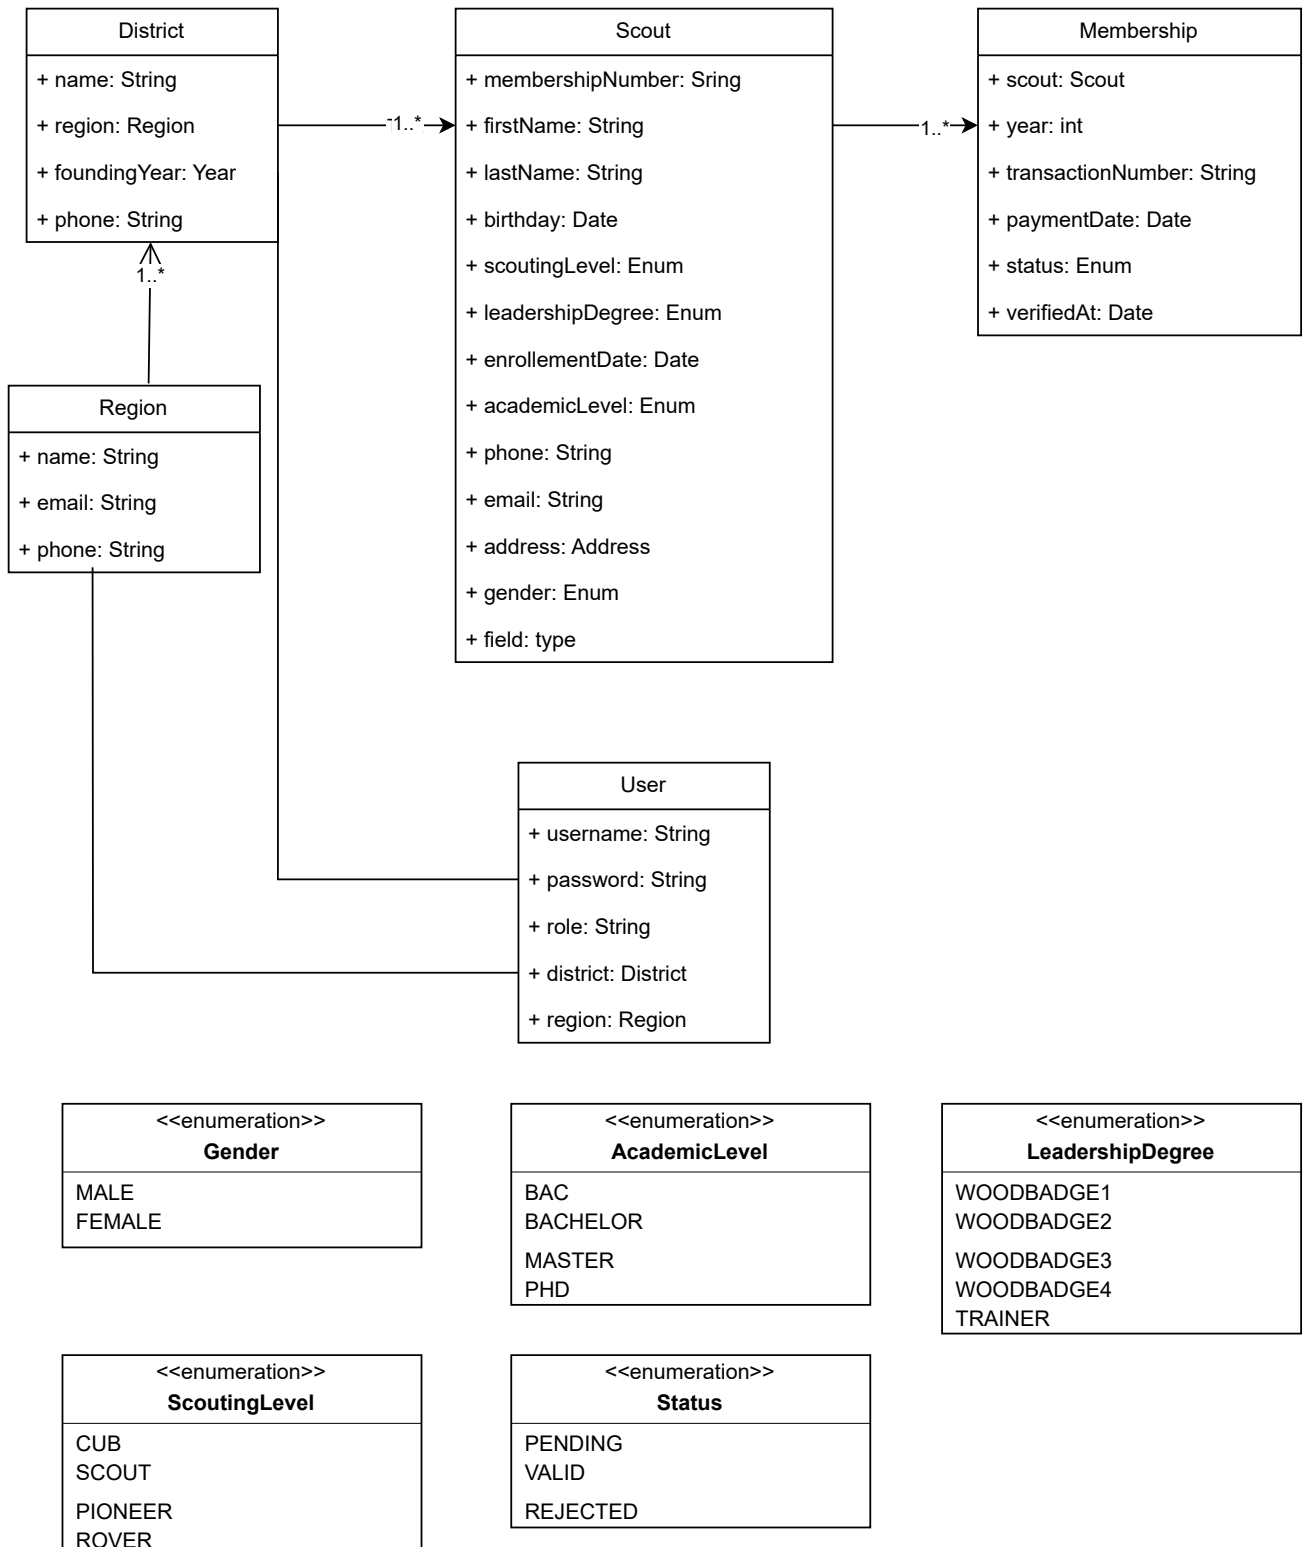 District
+ name: String
+ region: Region
+ foundingYear: Year
+ phone: String
1..*
Scout
+ membershipNumber: Sring
+ firstName: String
+ lastName: String
+ birthday: Date
+ scoutingLevel: Enum
+ leadershipDegree: Enum
+ enrollementDate: Date
+ academicLevel: Enum
+ phone: String
+ email: String
+ address: Address
+ gender: Enum
+ field: type
1..*
Membership
+ scout: Scout
+ year: int
+ transactionNumber: String
+ paymentDate: Date
+ status: Enum
+ verifiedAt: Date
1..*
Region
+ name: String
+ email: String
+ phone: String
User
+ username: String
+ password: String
+ role: String
+ district: District
+ region: Region
<<enumeration>>
Gender
MALE
FEMALE
<<enumeration>>
AcademicLevel
BAC
BACHELOR
MASTER
PHD
<<enumeration>>
LeadershipDegree
WOODBADGE1
WOODBADGE2
WOODBADGE3
WOODBADGE4
TRAINER
<<enumeration>>
ScoutingLevel
CUB
SCOUT
PIONEER
ROVER
<<enumeration>>
Status
PENDING
VALID
REJECTED